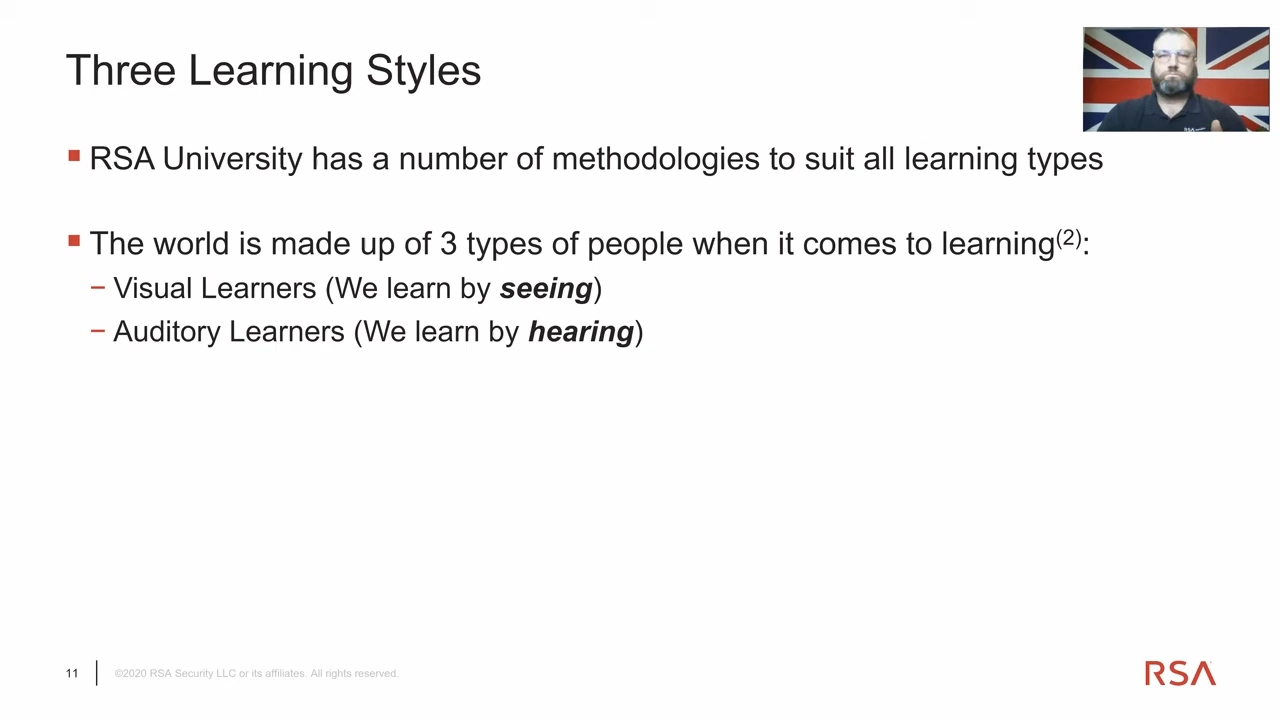 Three Learning Styles
RSA University has a number of methodologies to suit all learning types
The world is made up of 3 types of people when it comes to learning(2):
– Visual Learners (We learn by seeing)
– Auditory Learners (We learn by hearing)
11
©2020 RSA Security LLC or its affiliates. All rights reserved.
RSA
RSA